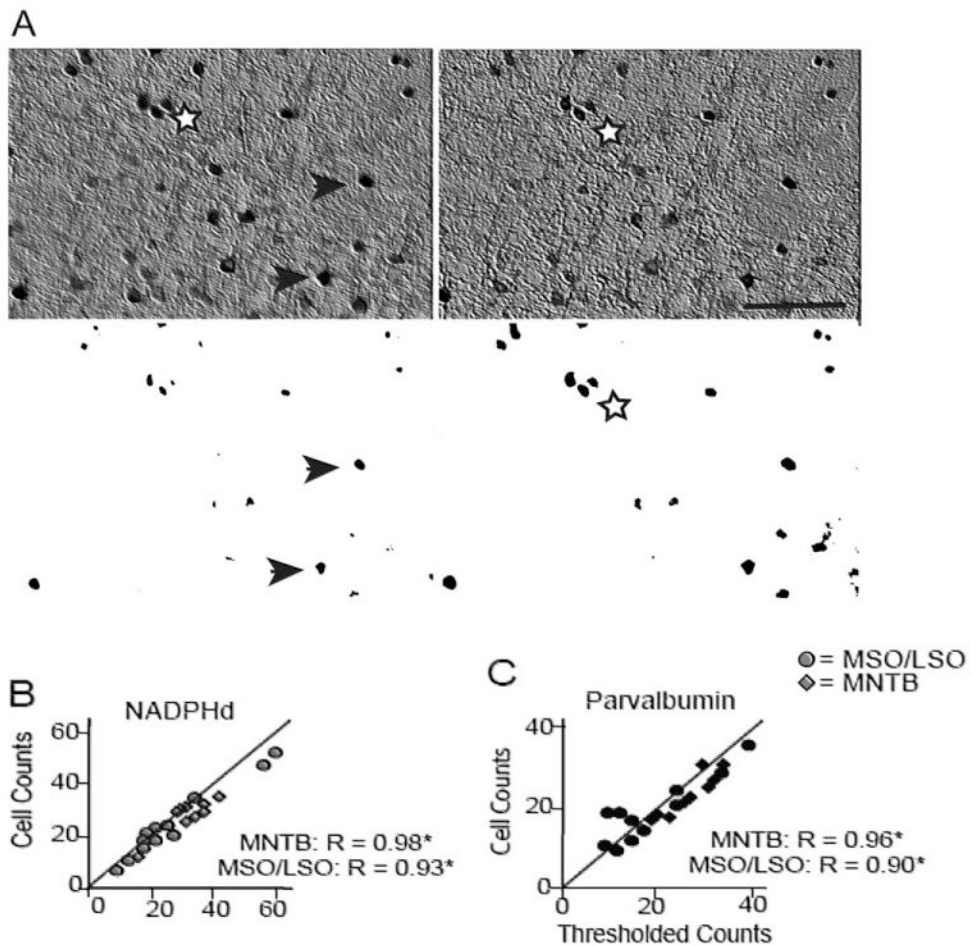 A
B
NADPHd
Cell Counts
60
40
20
0
0 20 40 60
MNTB: R = 0.98*
MSO/LSO: R = 0.93*
C
= MSO/LSO
= MNTB
Parvalbumin
Cell Counts
40
20
0
0 20 40
MNTB: R = 0.96*
MSO/LSO: R = 0.90*
Thresholded Counts